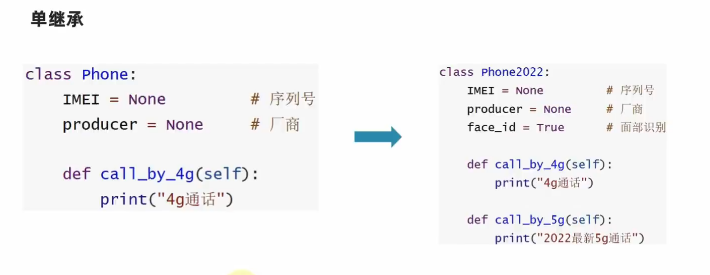 单继承
class Phone:
    IMEI = None         # 序列号
    producer = None     # 厂商

    def call_by_4g(self):
        print("4g通话")
class Phone2022:
    IMEI = None         # 序列号
    producer = None     # 厂商
    face_id = True      # 面部识别

    def call_by_4g(self):
        print("4g通话")

    def call_by_5g(self):
        print("2022最新5g通话")